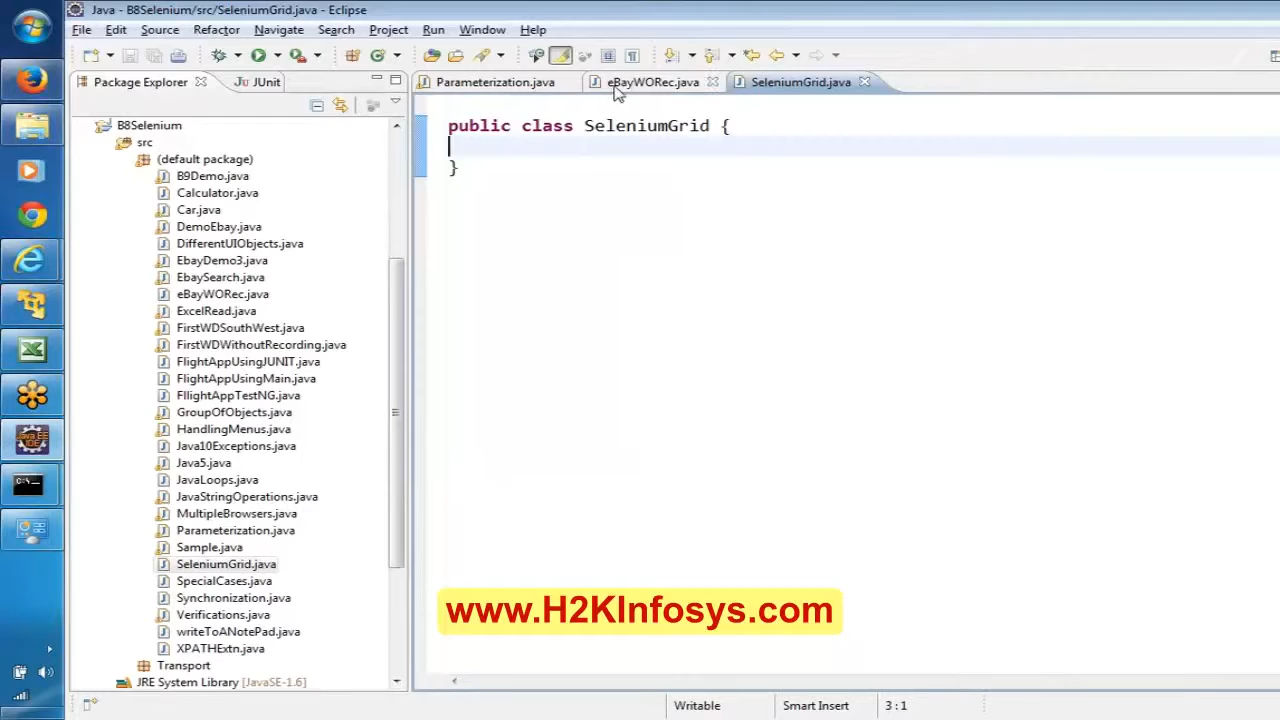 Java - B8Selenium/src/SeleniumGrid.java - Eclipse
File Edit Source Refactor Navigate Search Project Run Window Help
Package Explorer
Ju JUnit
Parameterization.java
eBayWORec.java
SeleniumGrid.java
B8Selenium
src
(default package)
B9Demo.java
Calculator.java
Car.java
DemoEbay.java
DifferentUIObjects.java
EbayDemo3.java
EbaySearch.java
eBayWORec.java
ExcelRead.java
FirstWDSouthWest.java
FirstWDWithoutRecording.java
FlightAppUsingJUNIT.java
FlightAppUsingMain.java
FllightAppTestNG.java
GroupOfObjects.java
HandlingMenus.java
Java10Exceptions.java
Java5.java
JavaLoops.java
JavaStringOperations.java
MultipleBrowsers.java
Parameterization.java
Sample.java
SeleniumGrid.java
SpecialCases.java
Synchronization.java
Verifications.java
writeToANotePad.java
XPATHExtn.java
Transport
JRE System Library [JavaSE-1.6]
public class SeleniumGrid {
}
www.H2KInfosys.com
Writable
Smart Insert
3 : 1